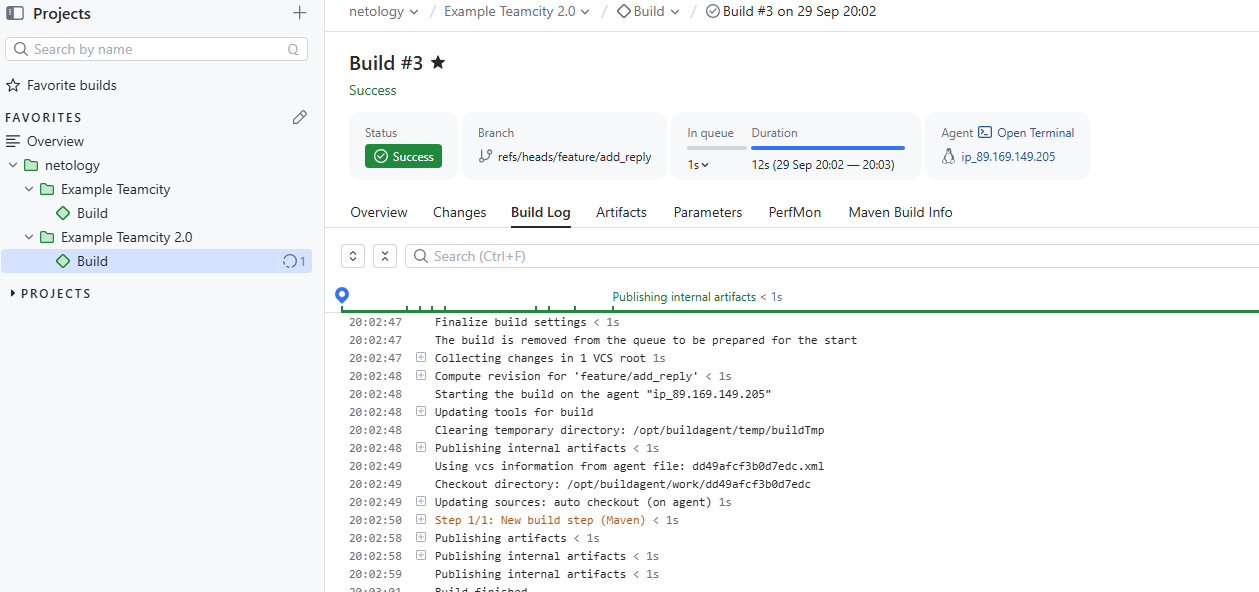 Projects
Search by name
Q
Favorite builds
FAVORITES
Overview
netology
Example Teamcity
Build
Example Teamcity 2.0
Build
1
PROJECTS
netology / Example Teamcity 2.0 / Build / Build #3 on 29 Sep 20:02
Build #3
Success
Status
Success
Branch
refs/heads/feature/add_reply
In queue
1s
Duration
12s (29 Sep 20:02 — 20:03)
Agent Open Terminal
ip_89.169.149.205
Overview Changes Build Log Artifacts Parameters PerfMon Maven Build Info
Search (Ctrl+F)
Publishing internal artifacts < 1s
20:02:47 Finalize build settings < 1s
20:02:47 The build is removed from the queue to be prepared for the start
20:02:47 Collecting changes in 1 VCS root 1s
20:02:48 Compute revision for 'feature/add_reply' < 1s
20:02:48 Starting the build on the agent "ip_89.169.149.205"
20:02:48 Updating tools for build
20:02:48 Clearing temporary directory: /opt/buildagent/temp/buildTmp
20:02:48 Publishing internal artifacts < 1s
20:02:49 Using vcs information from agent file: dd49afcf3b0d7edc.xml
20:02:49 Checkout directory: /opt/buildagent/work/dd49afcf3b0d7edc
20:02:49 Updating sources: auto checkout (on agent) 1s
20:02:50 Step 1/1: New build step (Maven) < 1s
20:02:58 Publishing artifacts < 1s
20:02:58 Publishing internal artifacts < 1s
20:02:59 Publishing internal artifacts < 1s
20:03:01 Build finished